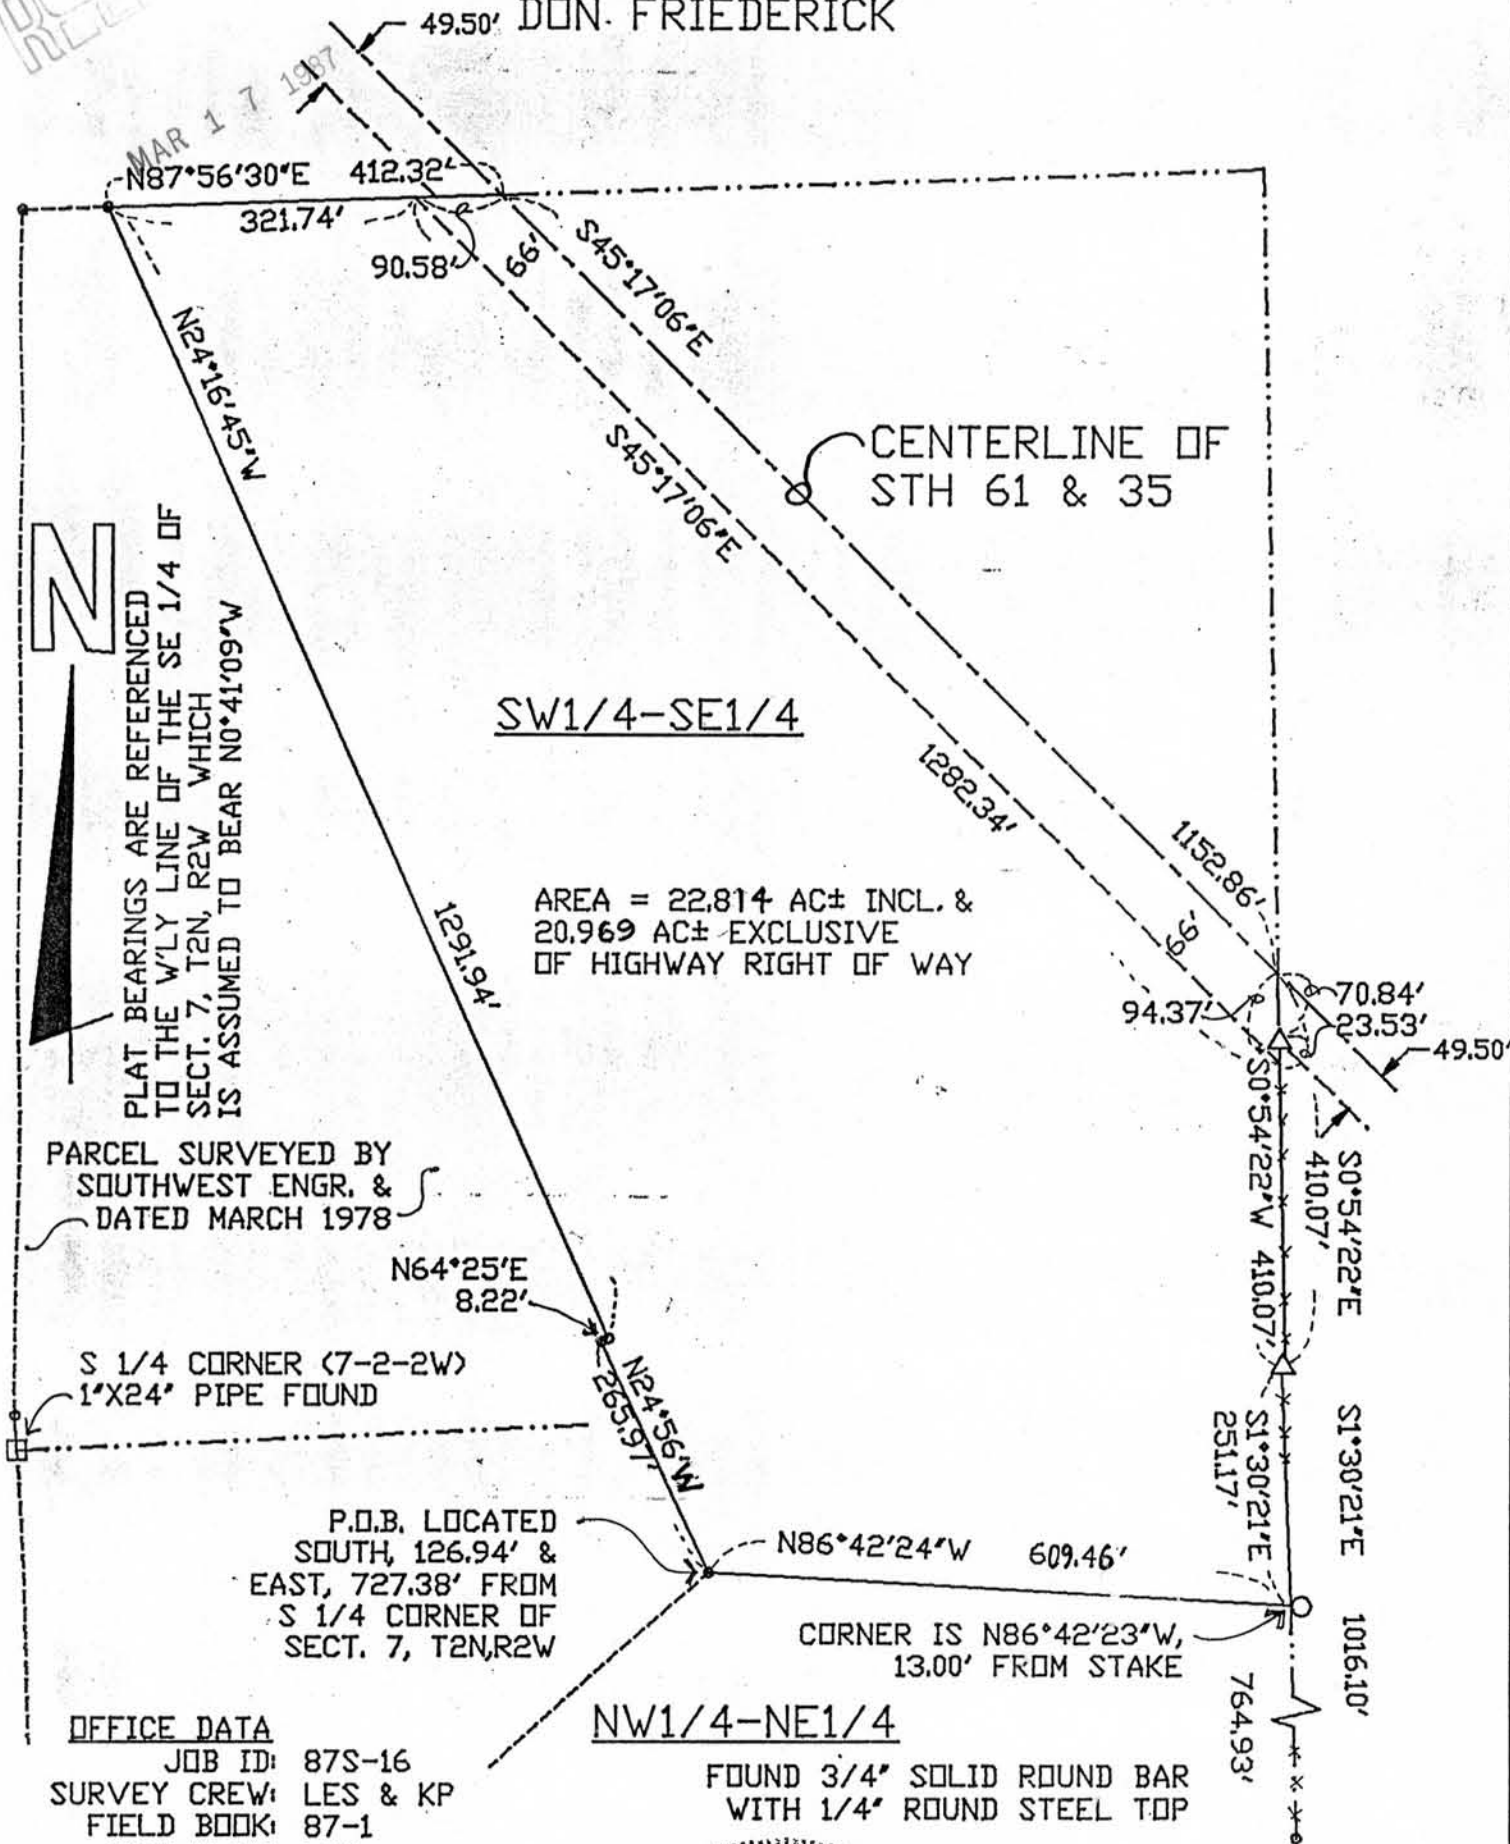 49.50' DON FRIEDERICK
MAR 1 7 1987
N87°56'30"E 412.32'
321.74'
90.58'
66'
S45°17'06"E
N24°16'45"W
S45°17'06"E
CENTERLINE OF
STH 61 & 35
N
PLAT BEARINGS ARE REFERENCED
TO THE W'LY LINE OF THE SE 1/4 OF
SECT. 7, T2N, R2W WHICH
IS ASSUMED TO BEAR N0°41'09"W
SW1/4-SE1/4
1282.34'
1152.86'
1291.94'
AREA = 22.814 AC± INCL. &
20.969 AC± EXCLUSIVE
OF HIGHWAY RIGHT OF WAY
66'
94.37'
70.84'
23.53'
49.50'
S0°54'22"W 410.07'
S0°54'22"E
410.07'
PARCEL SURVEYED BY
SOUTHWEST ENGR. &
DATED MARCH 1978
N64°25'E
8.22'
S 1/4 CORNER (7-2-2W)
1"X24" PIPE FOUND
N24°56'W
265.97'
S1°30'21"E
251.17'
S1°30'21"E 1016.10'
P.O.B. LOCATED
SOUTH, 126.94' &
EAST, 727.38' FROM
S 1/4 CORNER OF
SECT. 7, T2N,R2W
N86°42'24"W 609.46'
CORNER IS N86°42'23"W,
13.00' FROM STAKE
764.93'
OFFICE DATA
JOB ID: 87S-16
SURVEY CREW: LES & KP
FIELD BOOK: 87-1
NW1/4-NE1/4
FOUND 3/4" SOLID ROUND BAR
WITH 1/4" ROUND STEEL TOP